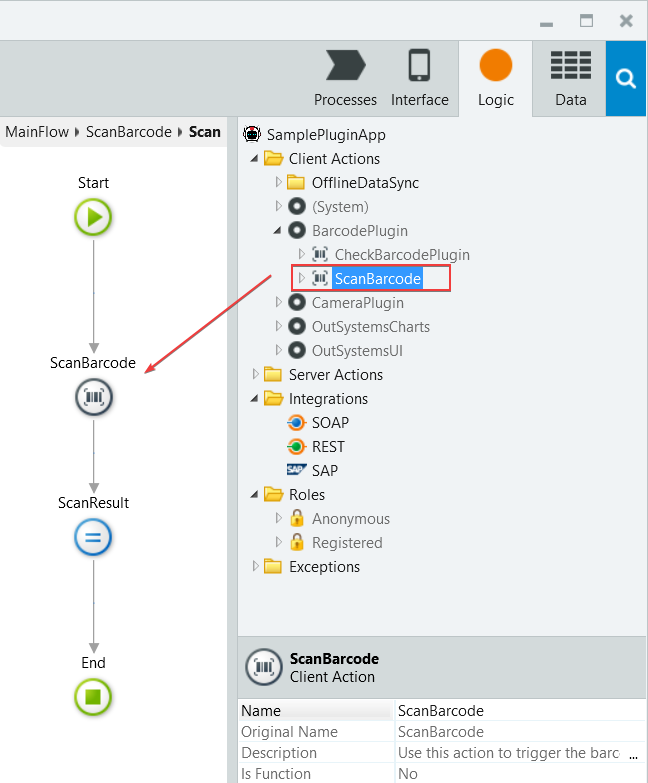 Processes
Interface
Logic
Data
MainFlow ScanBarcode Scan
Start
ScanBarcode
ScanResult
End
SamplePluginApp
Client Actions
OfflineDataSync
(System)
BarcodePlugin
CheckBarcodePlugin
ScanBarcode
CameraPlugin
OutSystemsCharts
OutSystemsUI
Server Actions
Integrations
SOAP
REST
SAP SAP
Roles
Anonymous
Registered
Exceptions
ScanBarcode
Client Action
Name ScanBarcode
Original Name ScanBarcode
Description Use this action to trigger the barc ...
Is Function No